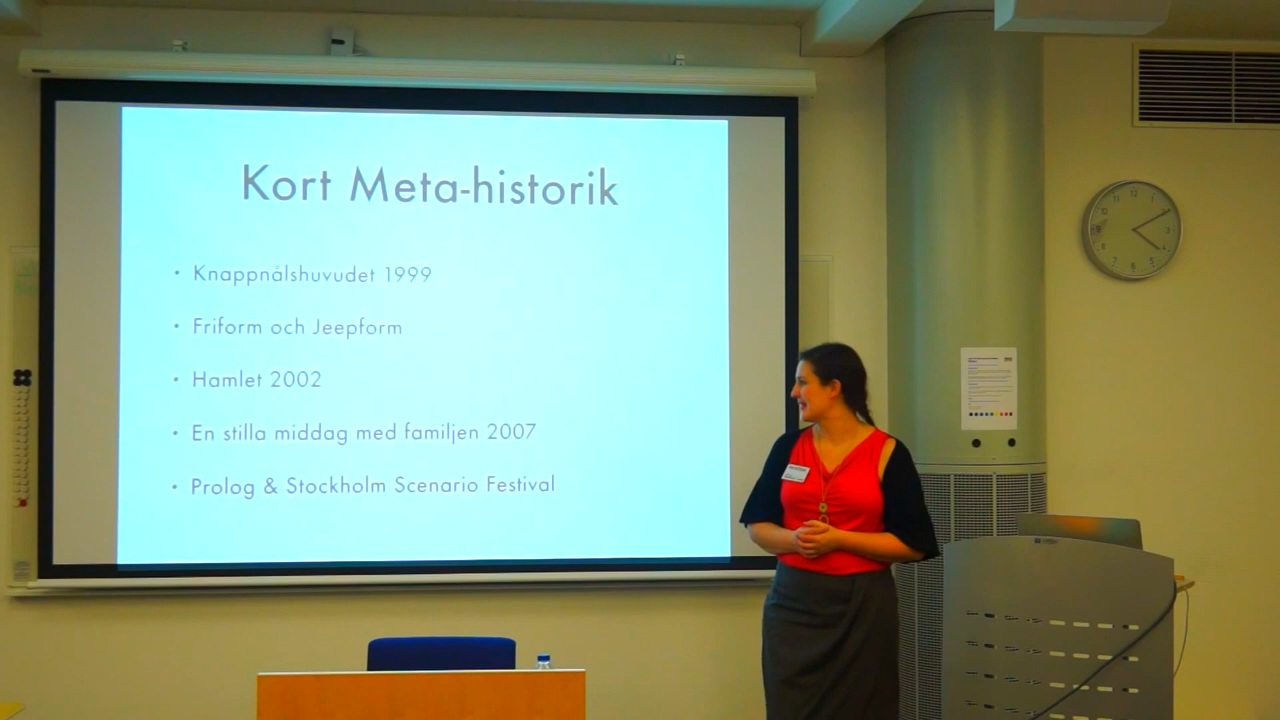 Kort Meta-historik
• Knappnålshuvudet 1999
• Friform och Jeepform
• Hamlet 2002
• En stilla middag med familjen 2007
• Prolog & Stockholm Scenario Festival